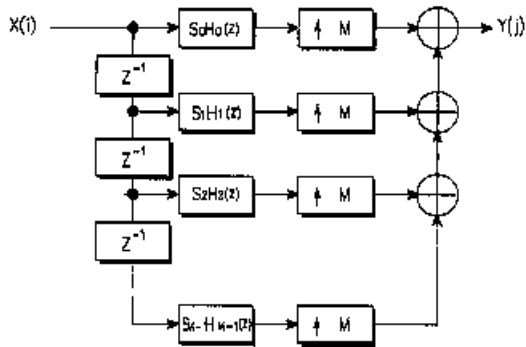 X(i) S₀H₀(z) ↑ M Y(j)
Z⁻¹
S₁H₁(z) ↑ M
Z⁻¹
S₂H₂(z) ↑ M
Z⁻¹
↑ M